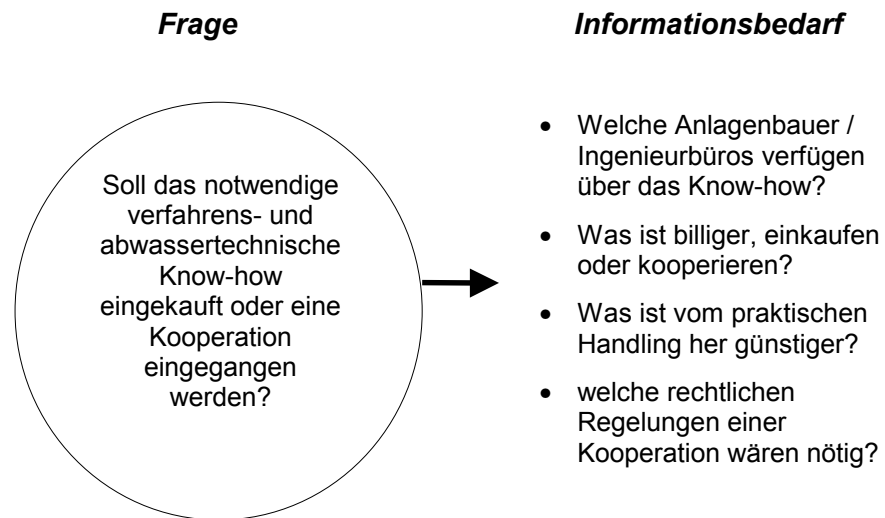 Frage
Informationsbedarf
Soll das notwendige
verfahrens- und
abwassertechnische
Know-how
eingekauft oder eine
Kooperation
eingegangen
werden?
• Welche Anlagenbauer /
Ingenieurbüros verfügen
über das Know-how?
• Was ist billiger, einkaufen
oder kooperieren?
• Was ist vom praktischen
Handling her günstiger?
• welche rechtlichen
Regelungen einer
Kooperation wären nötig?